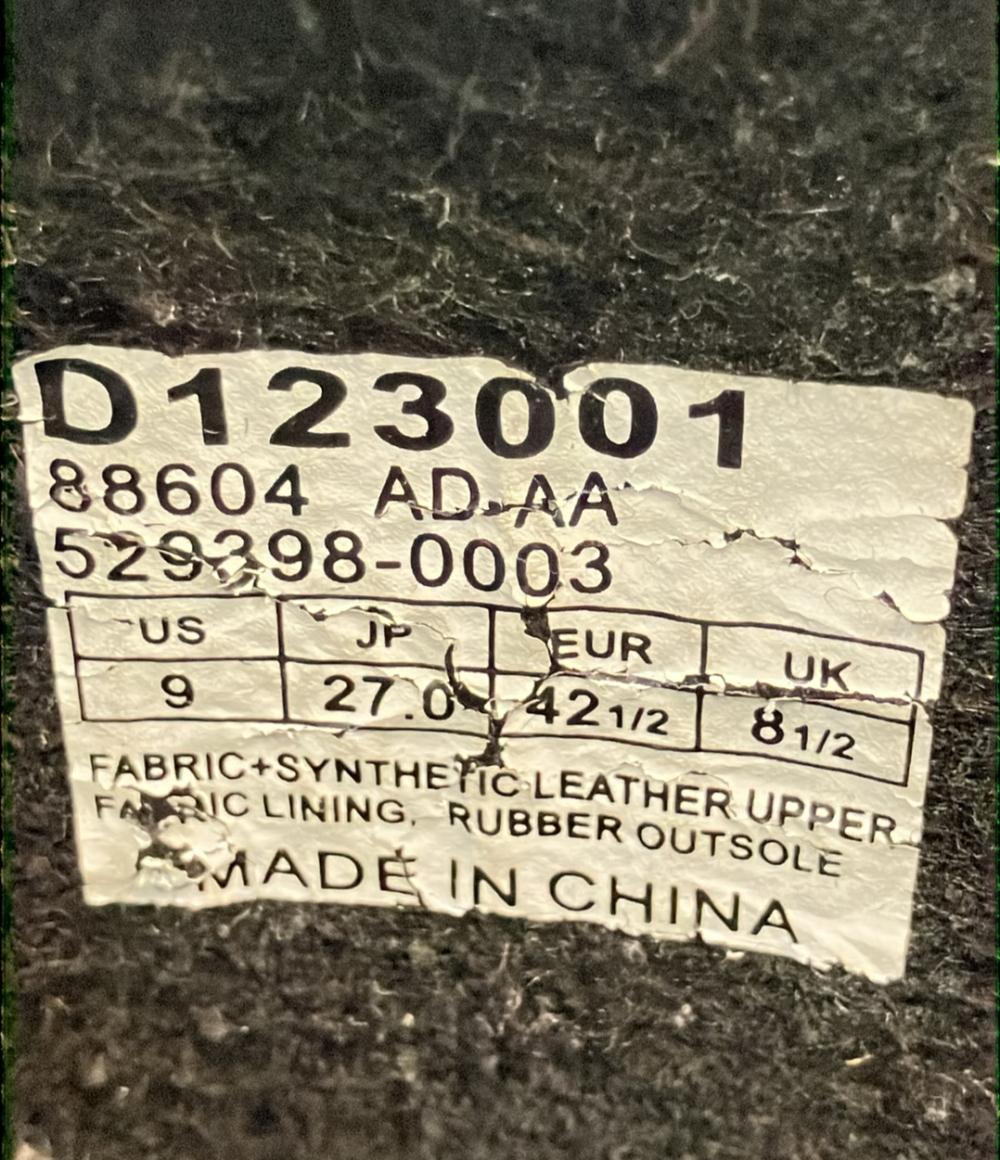 D123001
88604 AD.AA
529398-0003
US JP EUR UK
9 27.0 42 1/2 8 1/2
FABRIC+SYNTHETIC LEATHER UPPER
FABRIC LINING, RUBBER OUTSOLE
MADE IN CHINA